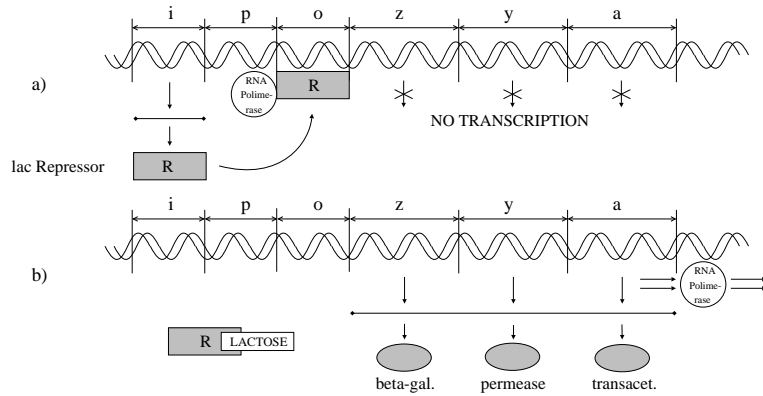 i p o z y a
a)
RNA
Polime-
rase
R
NO TRANSCRIPTION
lac Repressor
R
i p o z y a
b)
RNA
Polime-
rase
R
LACTOSE
beta-gal. permease transacet.